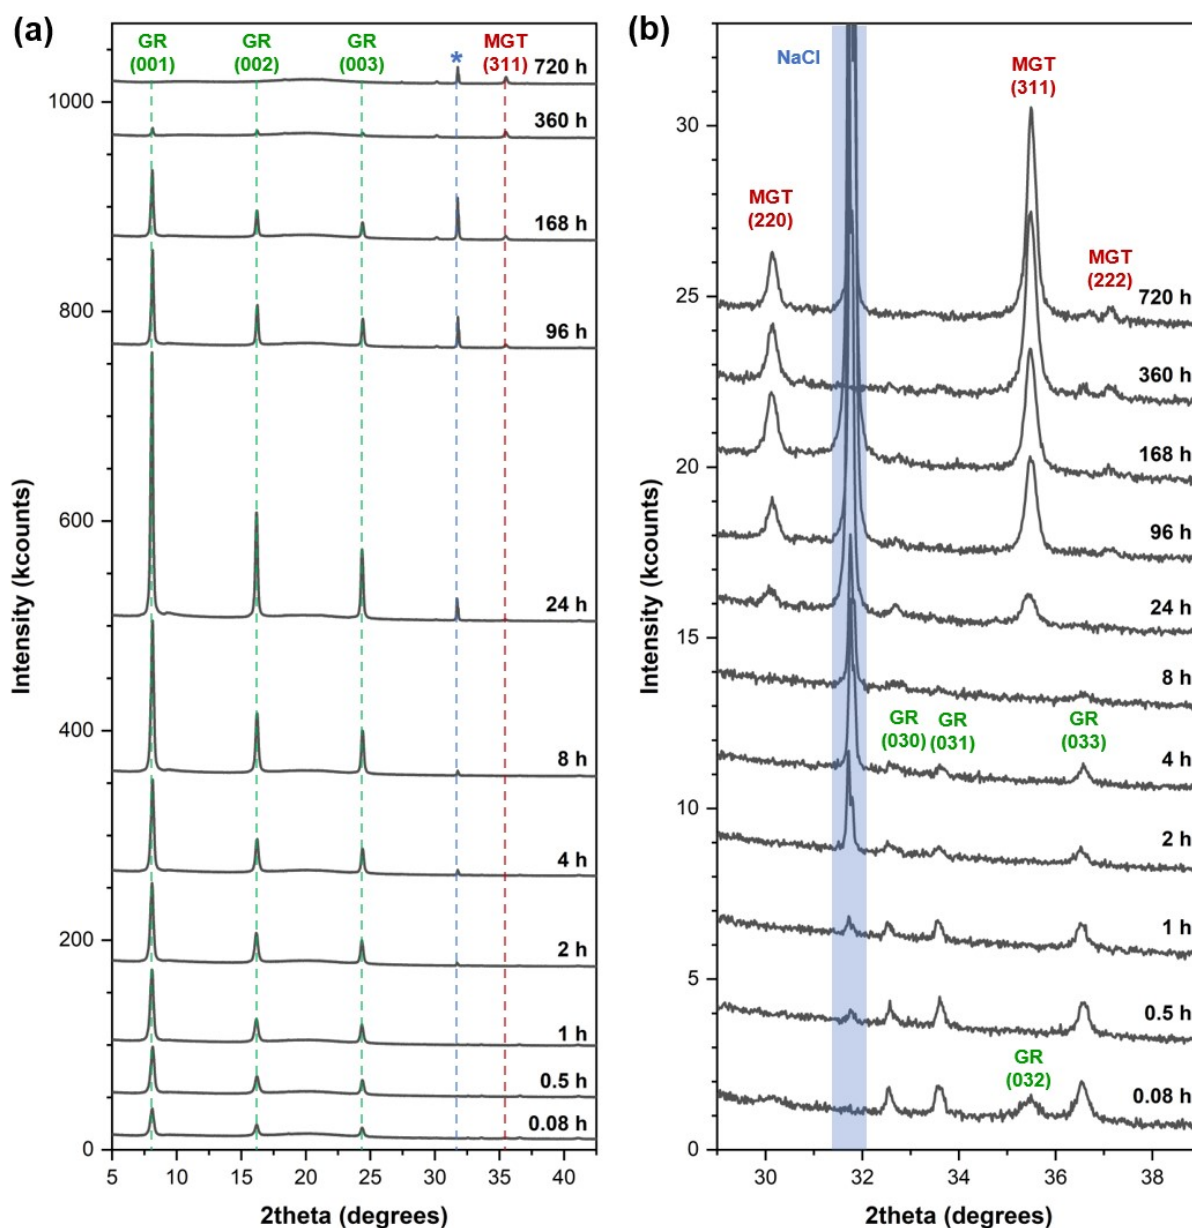 (a)
GR
(001)
GR
(002)
GR
(003)
*
MGT
(311)
720 h
360 h
168 h
96 h
24 h
8 h
4 h
2 h
1 h
0.5 h
0.08 h
1000
800
600
400
200
0
Intensity (kcounts)
5
10
15
20
25
30
35
40
2theta (degrees)
(b)
NaCl
MGT
(311)
MGT
(220)
MGT
(222)
720 h
360 h
168 h
96 h
24 h
8 h
GR
(030)
GR
(031)
GR
(033)
4 h
2 h
1 h
0.5 h
GR
(032)
0.08 h
30
25
20
15
10
5
0
Intensity (kcounts)
30
32
34
36
38
2theta (degrees)